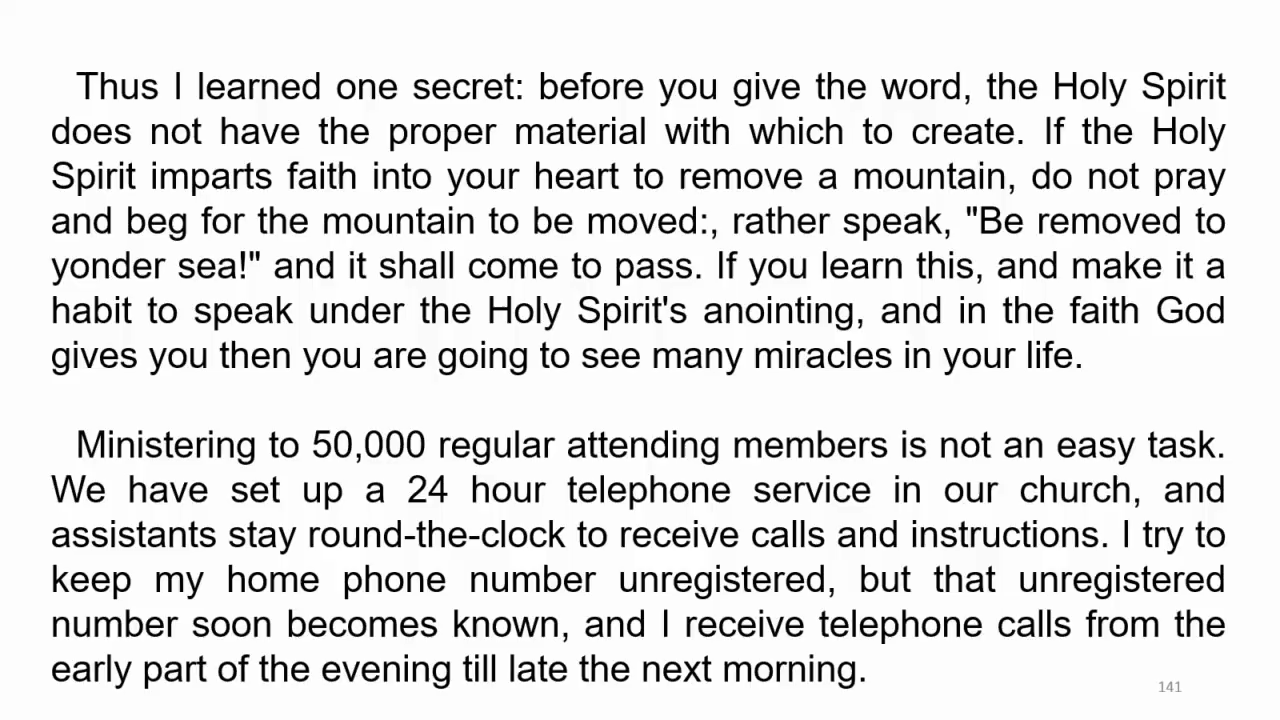 Thus I learned one secret: before you give the word, the Holy Spirit
does not have the proper material with which to create. If the Holy
Spirit imparts faith into your heart to remove a mountain, do not pray
and beg for the mountain to be moved:, rather speak, "Be removed to
yonder sea!" and it shall come to pass. If you learn this, and make it a
habit to speak under the Holy Spirit's anointing, and in the faith God
gives you then you are going to see many miracles in your life.
Ministering to 50,000 regular attending members is not an easy task.
We have set up a 24 hour telephone service in our church, and
assistants stay round-the-clock to receive calls and instructions. I try to
keep my home phone number unregistered, but that unregistered
number soon becomes known, and I receive telephone calls from the
early part of the evening till late the next morning.
141